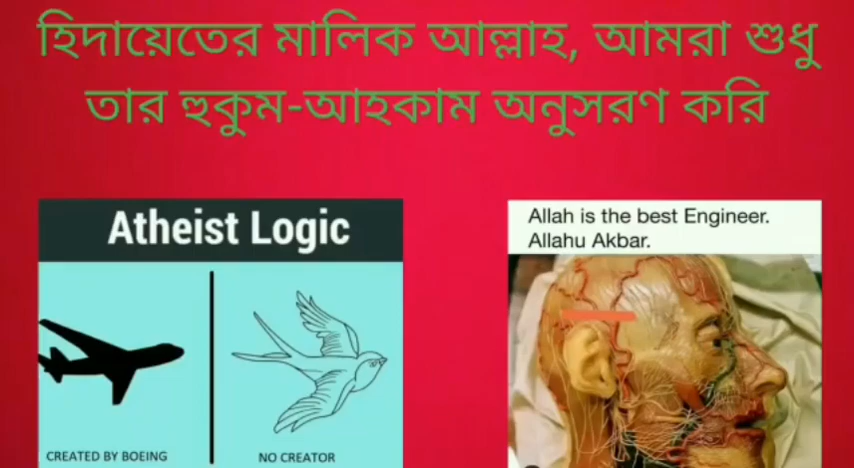 হিদায়েতের মালিক আল্লাহ, আমরা শুধু
তার হুকুম-আহকাম অনুসরণ করি
Atheist Logic
CREATED BY BOEING
NO CREATOR
Allah is the best Engineer.
Allahu Akbar.